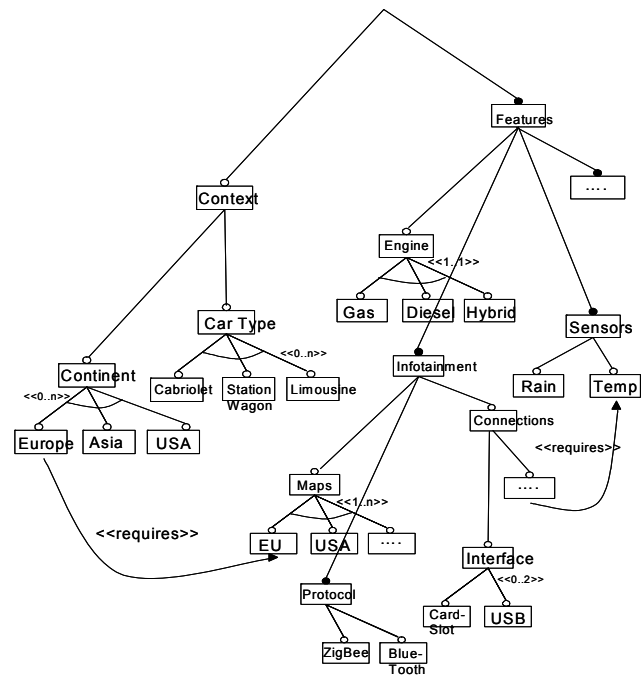 Features
....
Context
Engine
<<1..1>>
Gas
Diesel
Hybrid
Car Type
Sensors
<<0..n>>
Continent
Infotainment
Cabriolet
Station
Wagon
Limousine
Rain
Temp
<<0..n>>
Connections
Europe
Asia
USA
<<requires>>
Maps
....
<<1..n>>
<<requires>>
EU
USA
....
Interface
<<0..2>>
Protocol
Card-
Slot
USB
ZigBee
Blue-
Tooth